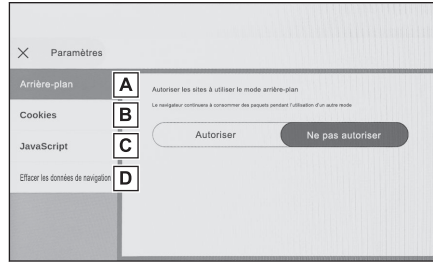 Paramètres
Arrière-plan A
Cookies B
JavaScript C
Effacer les données de navigation D
Autoriser les sites à utiliser le mode arrière-plan
Le navigateur continuera à consommer des paquets pendant l'utilisation d'un autre mode
Autoriser Ne pas autoriser